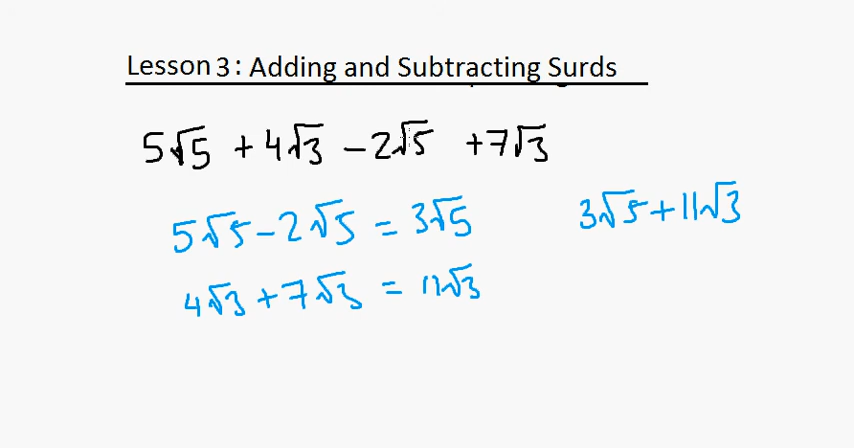 Lesson 3: Adding and Subtracting Surds
5√5 + 4√3 − 2√5 + 7√3
5√5 − 2√5 = 3√5
3√5 + 11√3
4√3 + 7√3 = 11√3